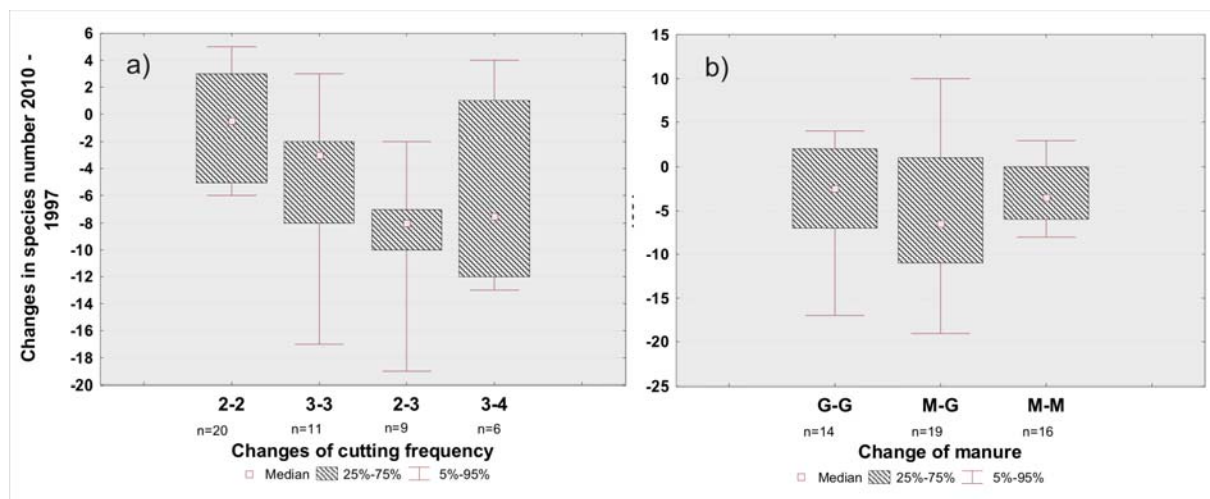 a)
Changes in species number 2010 -
1997
6
4
2
0
-2
-4
-6
-8
-10
-12
-14
-16
-18
-20
2-2 3-3 2-3 3-4
n=20 n=11 n=9 n=6
Changes of cutting frequency
Median 25%-75% 5%-95%
b)
15
10
5
0
-5
-10
-15
-20
-25
G-G M-G M-M
n=14 n=19 n=16
Change of manure
Median 25%-75% 5%-95%